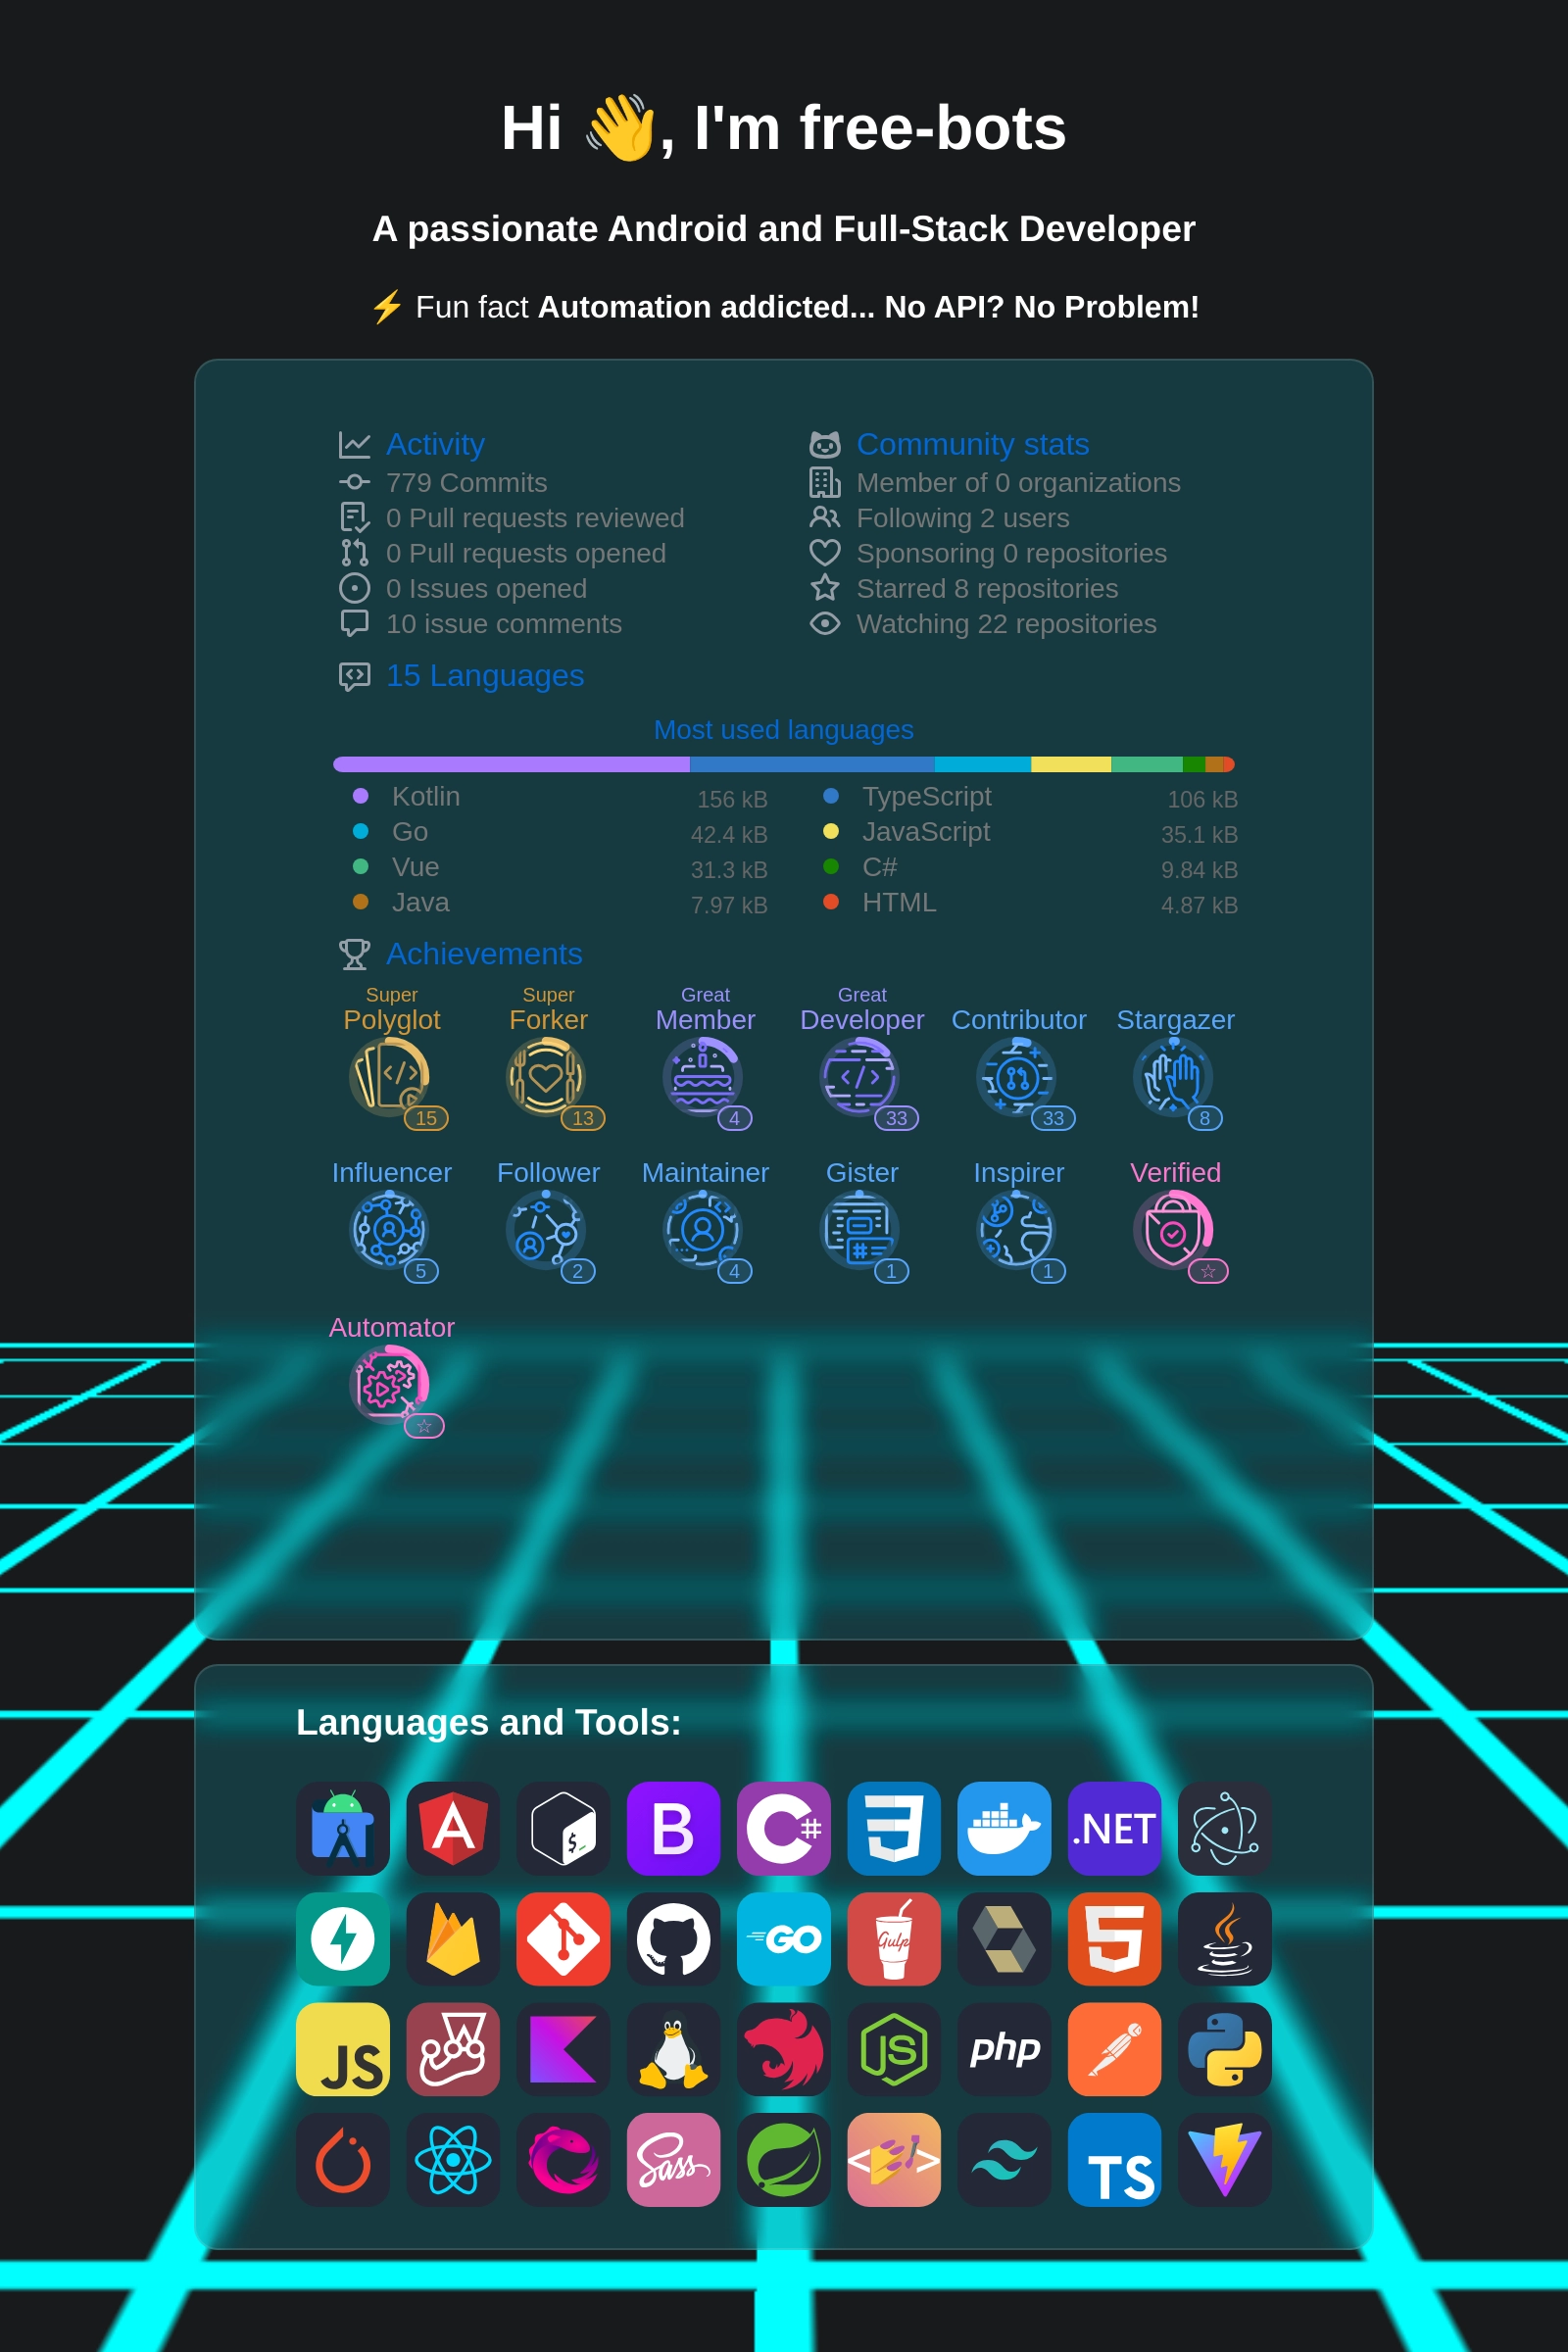 Hi 👋, I'm free-bots
A passionate Android and Full-Stack Developer
⚡ Fun fact Automation addicted... No API? No Problem!
Activity
779 Commits
0 Pull requests reviewed
0 Pull requests opened
0 Issues opened
10 issue comments
Community stats
Member of 0 organizations
Following 2 users
Sponsoring 0 repositories
Starred 8 repositories
Watching 22 repositories
15 Languages
Most used languages
Kotlin 156 kB
TypeScript 106 kB
Go 42.4 kB
JavaScript 35.1 kB
Vue 31.3 kB
C# 9.84 kB
Java 7.97 kB
HTML 4.87 kB
Achievements
Super Super Great Great
Polyglot Forker Member Developer Contributor Stargazer
15 13 4 33 33 8
Influencer Follower Maintainer Gister Inspirer Verified
5 2 4 1 1 ☆
Automator
☆
Languages and Tools:
A $ B C# 3 .NET
GO Gulp 5
JS JS php
Sass < > TS